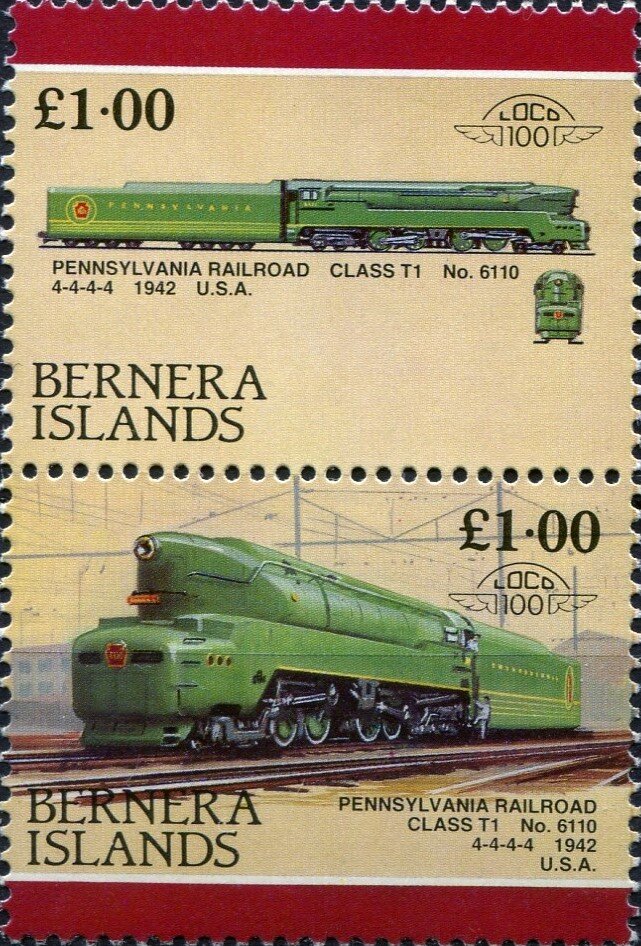 £1·00
LOCO
100
PENNSYLVANIA
PENNSYLVANIA RAILROAD CLASS T1 No. 6110
4-4-4-4 1942 U.S.A.
BERNERA
ISLANDS
£1·00
LOCO
100
BERNERA
ISLANDS
PENNSYLVANIA RAILROAD
CLASS T1 No. 6110
4-4-4-4 1942
U.S.A.